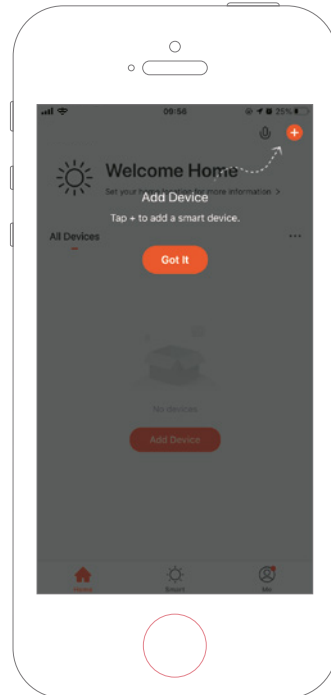 09:56
25%
Welcome Home
Set your home location for more information >
Add Device
Tap + to add a smart device.
All Devices
...
Got It
No devices
Add Device
Home
Smart
Me